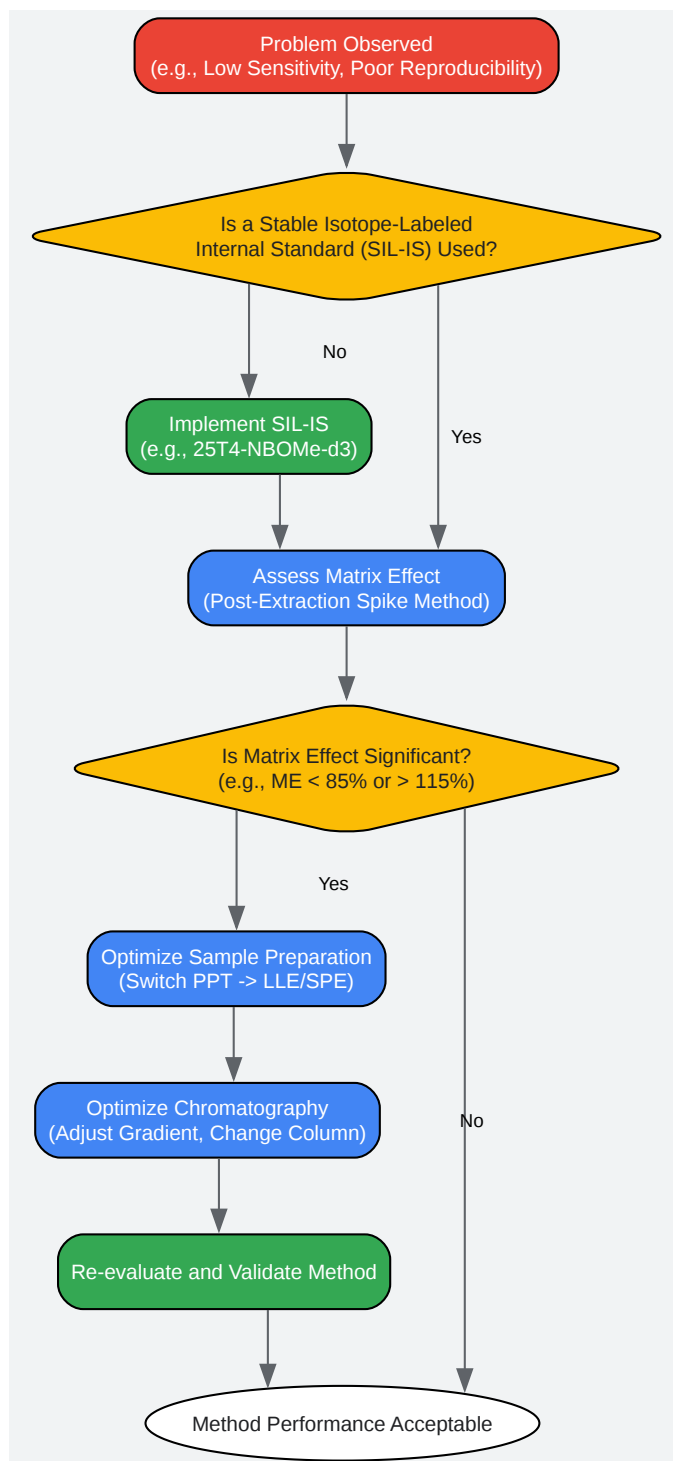 Problem Observed
(e.g., Low Sensitivity, Poor Reproducibility)
Is a Stable Isotope-Labeled
Internal Standard (SIL-IS) Used?
No
Implement SIL-IS
(e.g., 25T4-NBOMe-d3)
Yes
Assess Matrix Effect
(Post-Extraction Spike Method)
Is Matrix Effect Significant?
(e.g., ME < 85% or > 115%)
Yes
Optimize Sample Preparation
(Switch PPT -> LLE/SPE)
Optimize Chromatography
(Adjust Gradient, Change Column)
No
Re-evaluate and Validate Method
Method Performance Acceptable